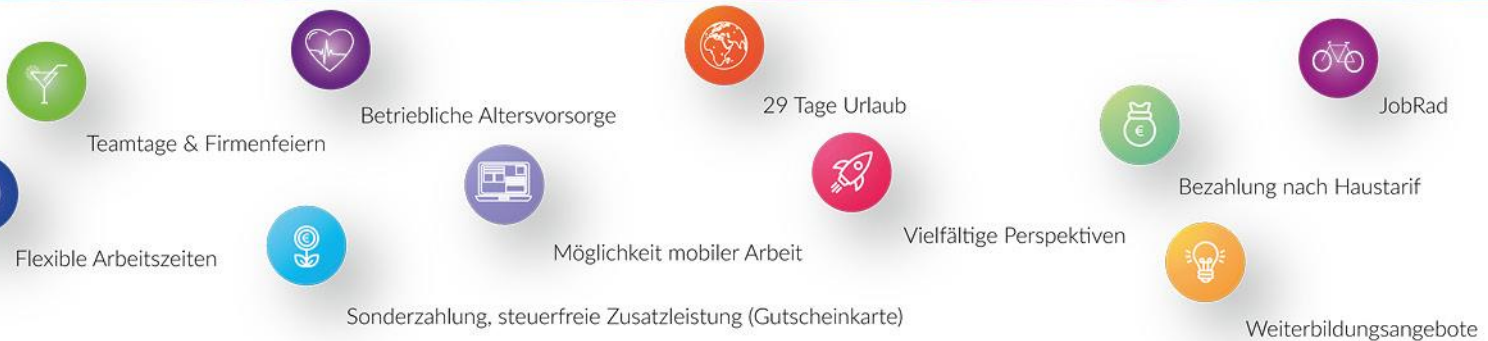 Teamtage & Firmenfeiern
Betriebliche Altersvorsorge
29 Tage Urlaub
JobRad
Flexible Arbeitszeiten
Möglichkeit mobiler Arbeit
Vielfältige Perspektiven
Bezahlung nach Haustarif
Sonderzahlung, steuerfreie Zusatzleistung (Gutscheinkarte)
Weiterbildungsangebote